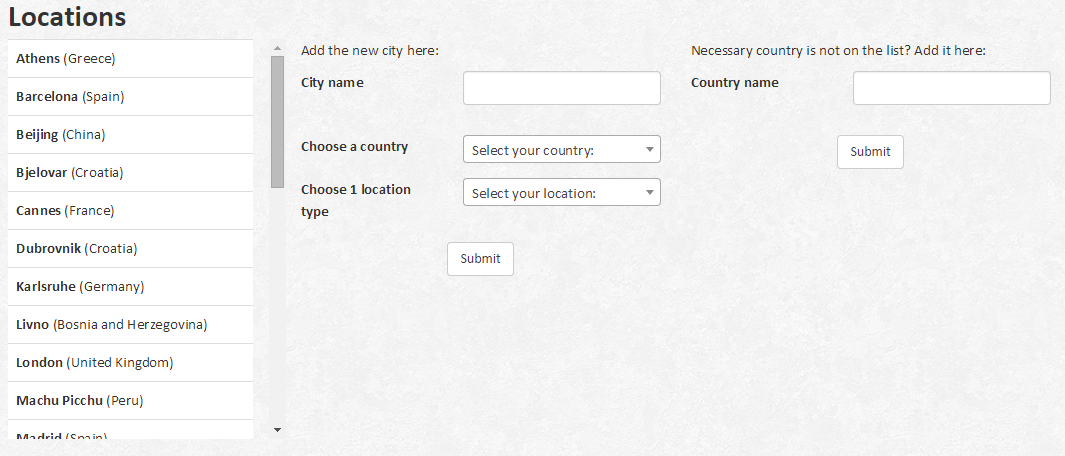 Locations
Athens (Greece)
Barcelona (Spain)
Beijing (China)
Bjelovar (Croatia)
Cannes (France)
Dubrovnik (Croatia)
Karlsruhe (Germany)
Livno (Bosnia and Herzegovina)
London (United Kingdom)
Machu Picchu (Peru)
Madrid (Spain)
Add the new city here:
City name
Choose a country
Select your country:
Choose 1 location
type
Select your location:
Submit
Necessary country is not on the list? Add it here:
Country name
Submit